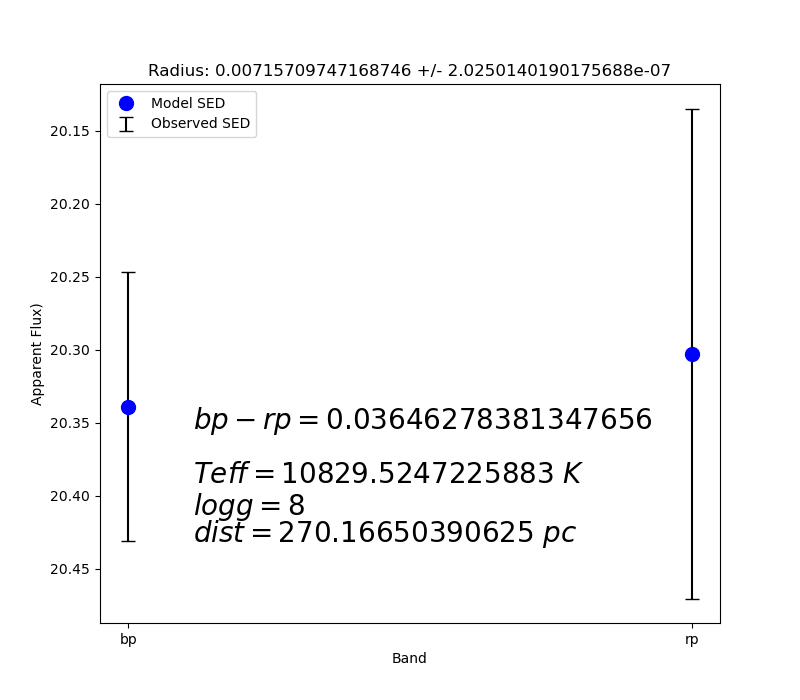 Radius: 0.00715709747168746 +/- 2.0250140190175688e-07
Model SED
Observed SED
20.15
20.20
20.25
20.30
20.35
20.40
20.45
Apparent Flux)
bp − rp = 0.03646278381347656
Teff = 10829.5247225883 K
logg = 8
dist = 270.16650390625 pc
bp
rp
Band